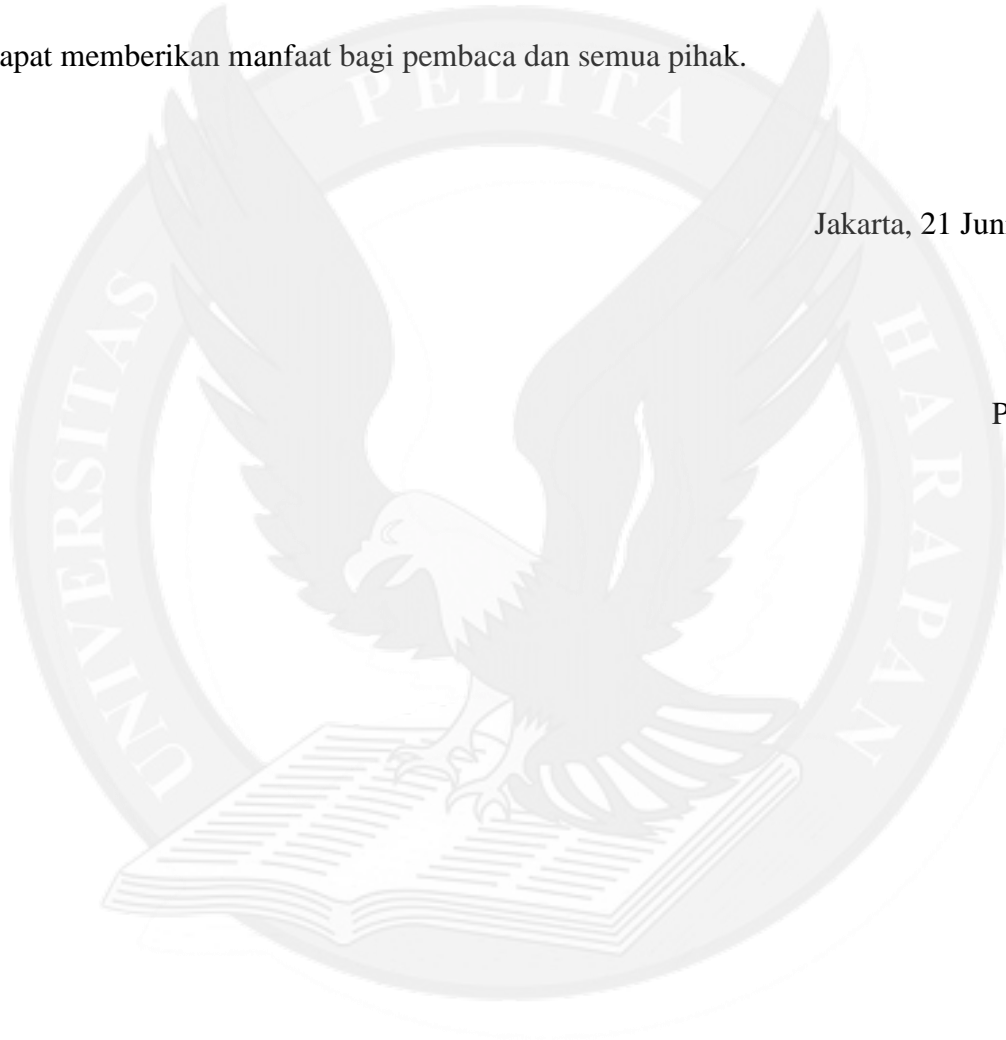 apat memberikan manfaat bagi pembaca dan semua pihak.
Jakarta, 21 Jun
P
UNIVERSITAS PELITA HARAPAN